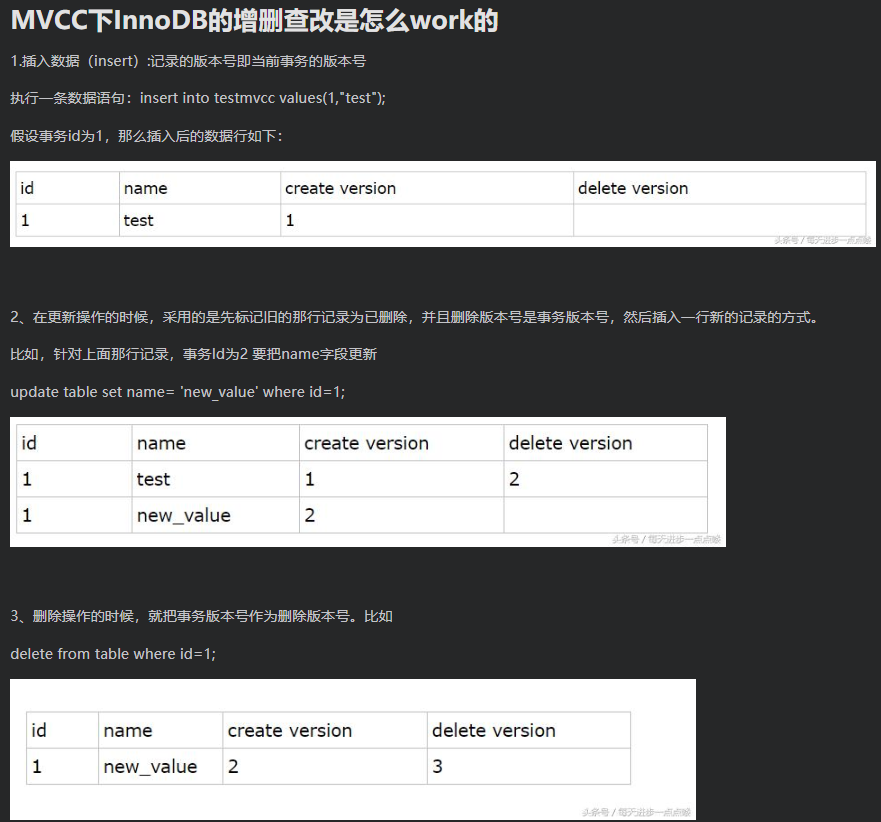 MVCC下InnoDB的增删查改是怎么work的
1.插入数据（insert）:记录的版本号即当前事务的版本号
执行一条数据语句：insert into testmvcc values(1,"test");
假设事务id为1，那么插入后的数据行如下：
id name create version delete version
1 test 1
头条号 / 每天进步一点点哆
2、在更新操作的时候，采用的是先标记旧的那行记录为已删除，并且删除版本号是事务版本号，然后插入一行新的记录的方式。
比如，针对上面那行记录，事务Id为2 要把name字段更新
update table set name= 'new_value' where id=1;
id name create version delete version
1 test 1 2
1 new_value 2
头条号 / 每天进步一点点
3、删除操作的时候，就把事务版本号作为删除版本号。比如
delete from table where id=1;
id name create version delete version
1 new_value 2 3
头条号 / 每天进步一点点